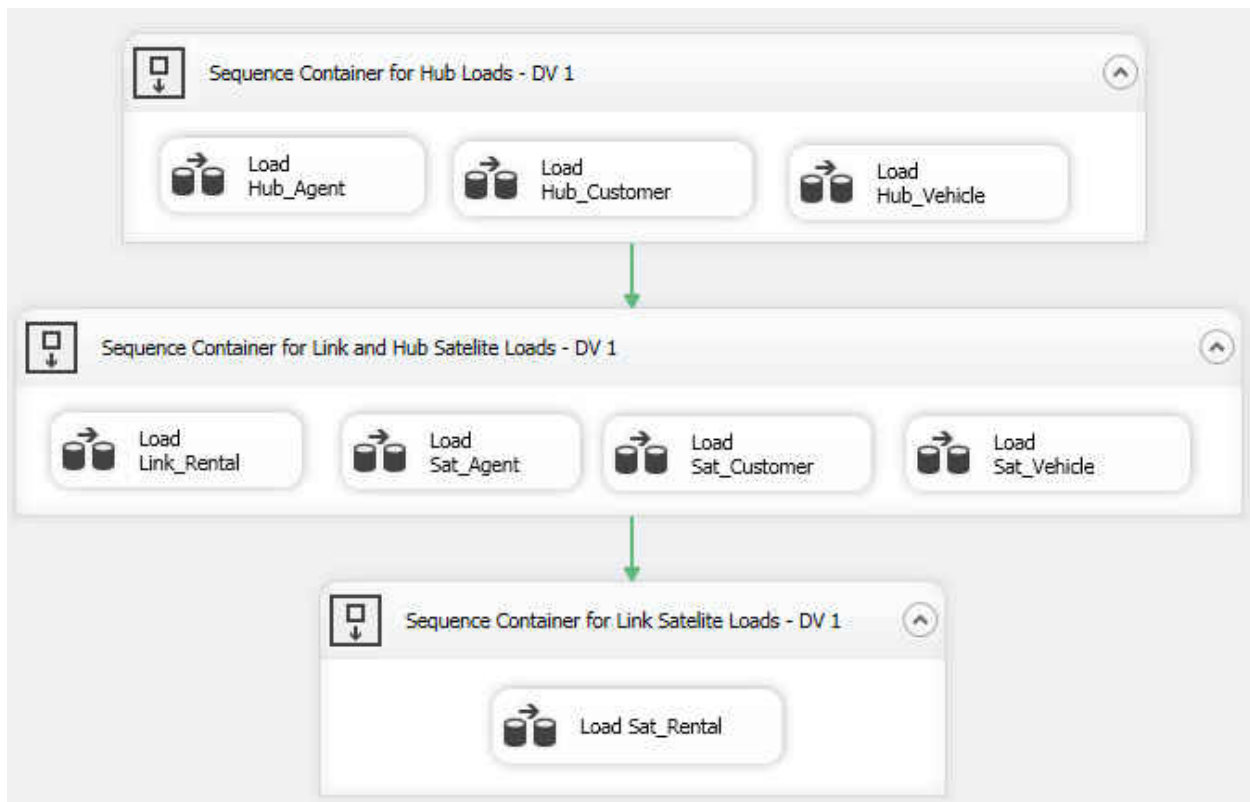 Sequence Container for Hub Loads - DV 1
Load
Hub_Agent
Load
Hub_Customer
Load
Hub_Vehicle
Sequence Container for Link and Hub Satelite Loads - DV 1
Load
Link_Rental
Load
Sat_Agent
Load
Sat_Customer
Load
Sat_Vehicle
Sequence Container for Link Satelite Loads - DV 1
Load Sat_Rental